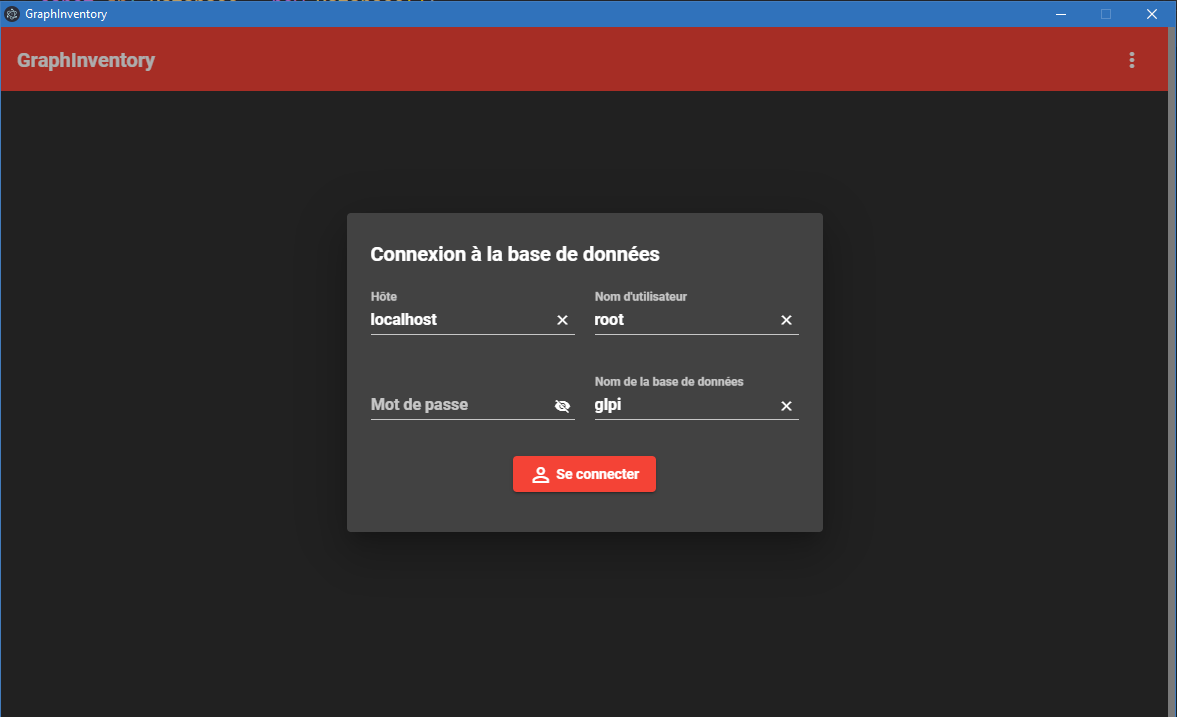 GraphInventory
GraphInventory
Connexion à la base de données
Hôte
Nom d'utilisateur
localhost
root
Nom de la base de données
Mot de passe
glpi
Se connecter